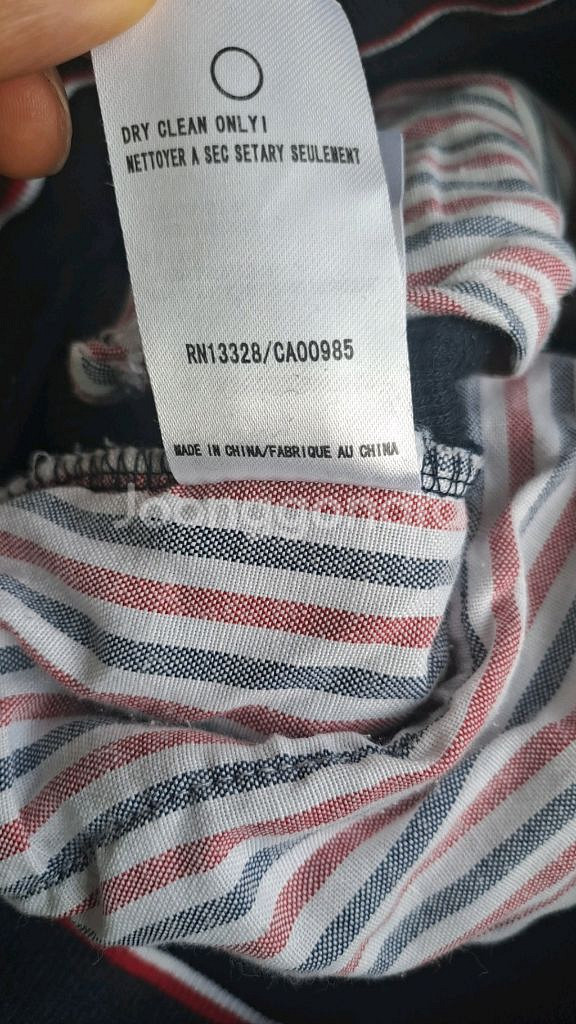 DRY CLEAN ONLY!
NETTOYER A SEC SETARY SEULEMENT
RN13328/CA00985
MADE IN CHINA/FABRIQUE AU CHINA